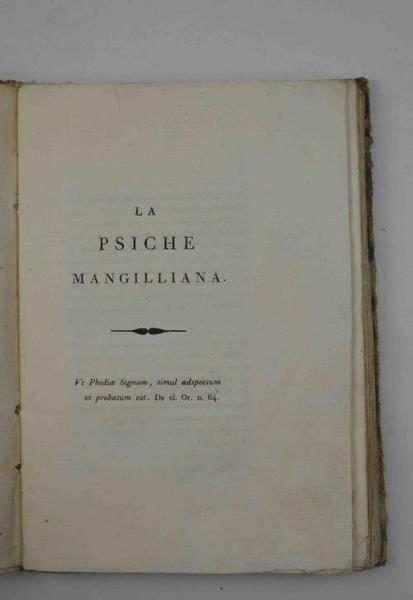 LA
PSICHE
MANGILLIANA.
Vt Phidiæ Signum, simul adspectum
et probatum est. De cl. Or. n. 64.